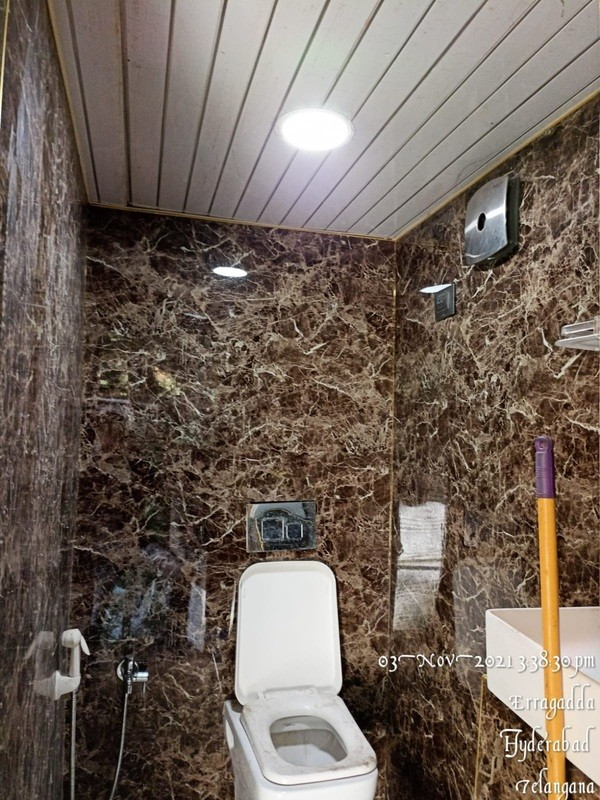 03-Nov-2021 3:38:30 pm
Erragadda
Hyderabad
Telangana